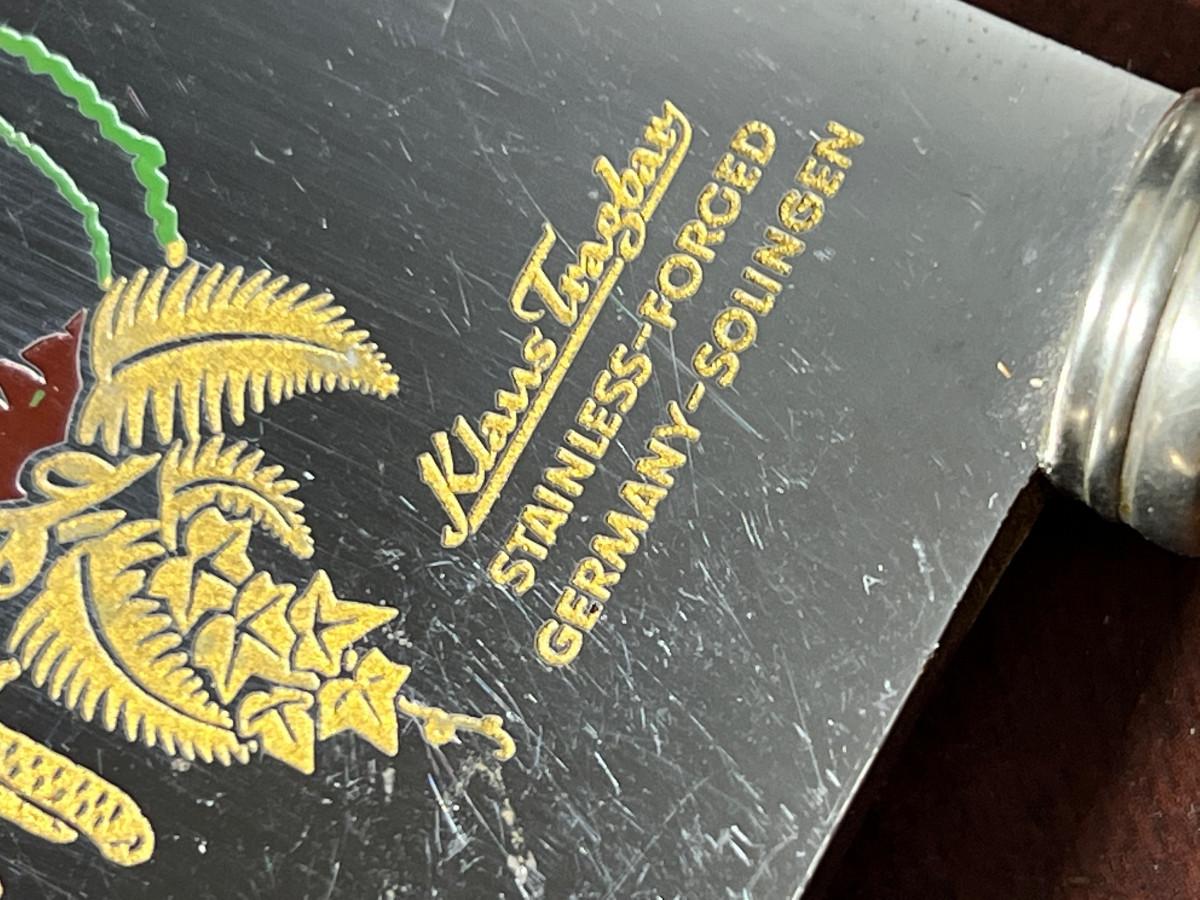 Klaus Tragbar
STAINLESS-FORGED
GERMANY-SOLINGEN